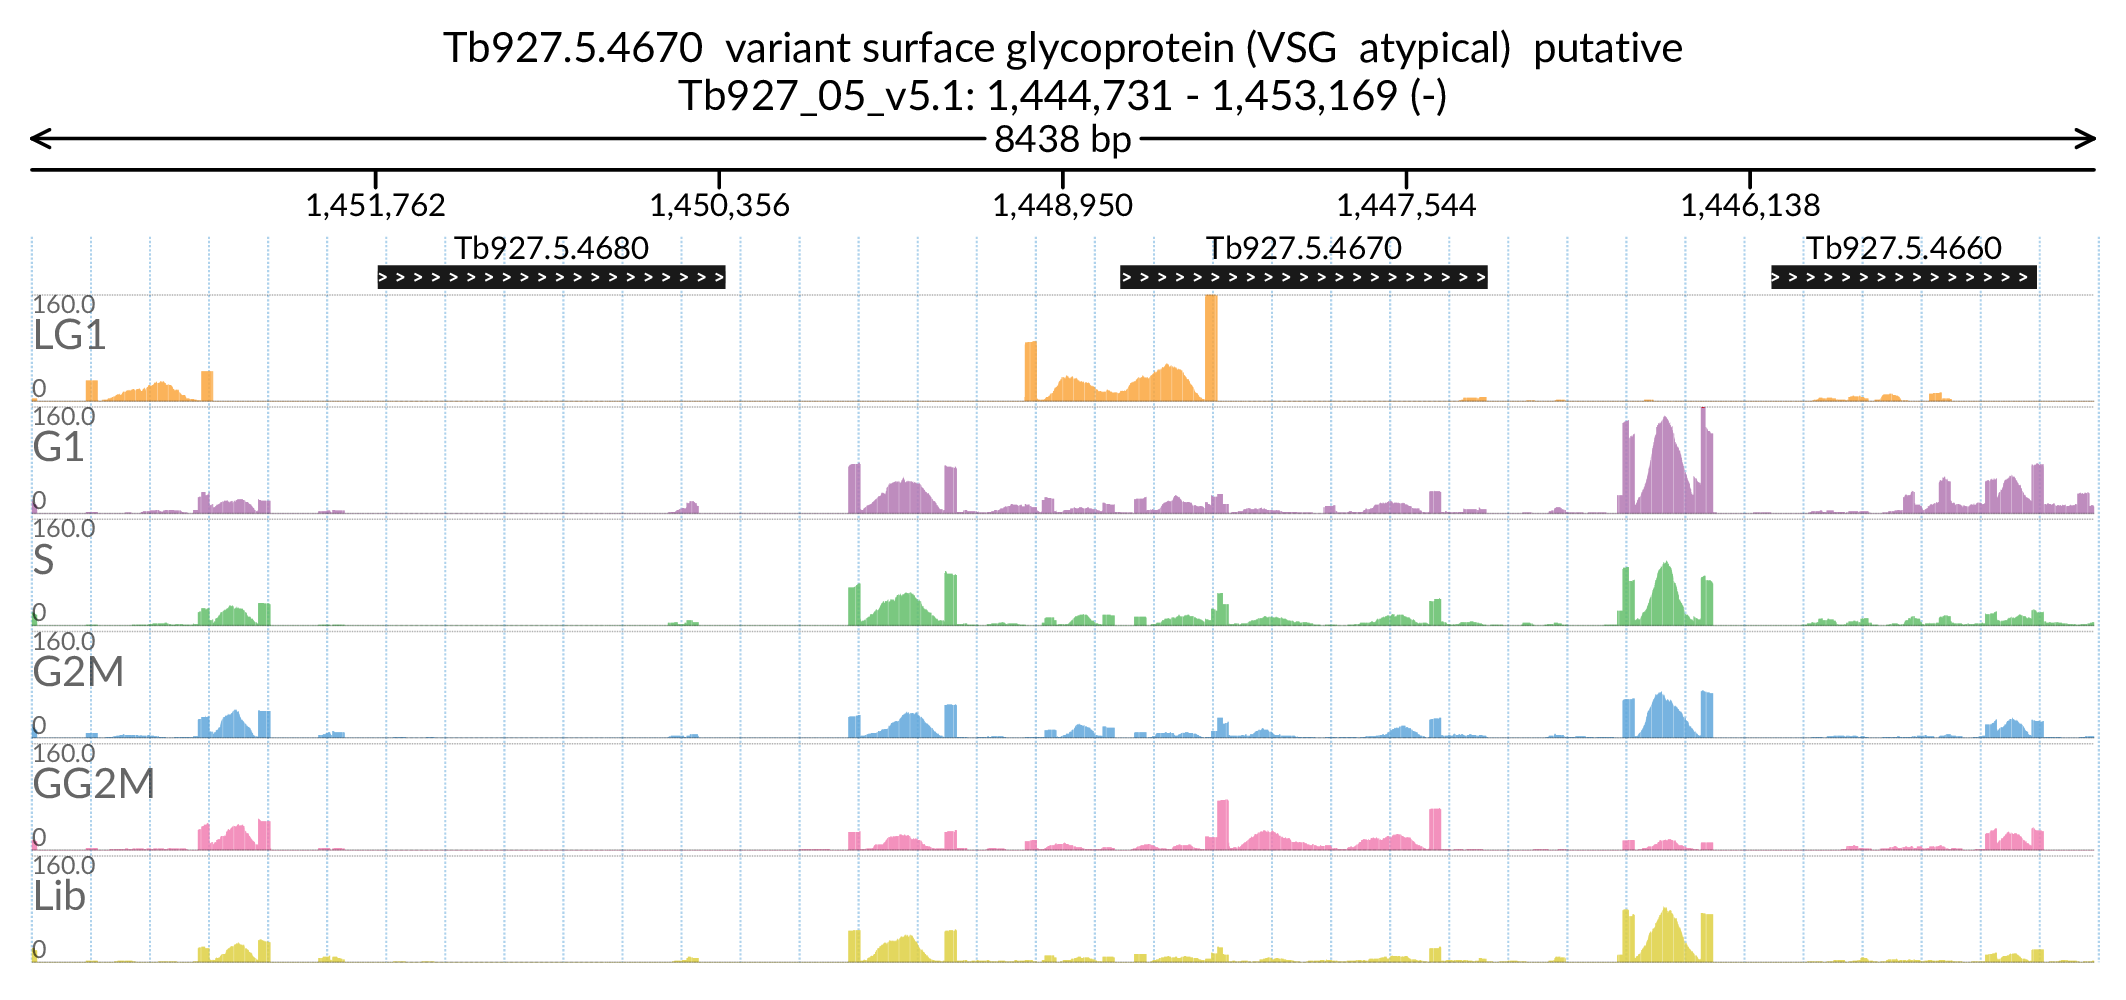 Tb927.5.4670  variant surface glycoprotein (VSG  atypical)  putative
Tb927_05_v5.1: 1,444,731 - 1,453,169 (-)
8438 bp
1,451,762 1,450,356 1,448,950 1,447,544 1,446,138
Tb927.5.4680 Tb927.5.4670 Tb927.5.4660
160.0
LG1
0
160.0
G1
0
160.0
S
0
160.0
G2M
0
160.0
GG2M
0
160.0
Lib
0